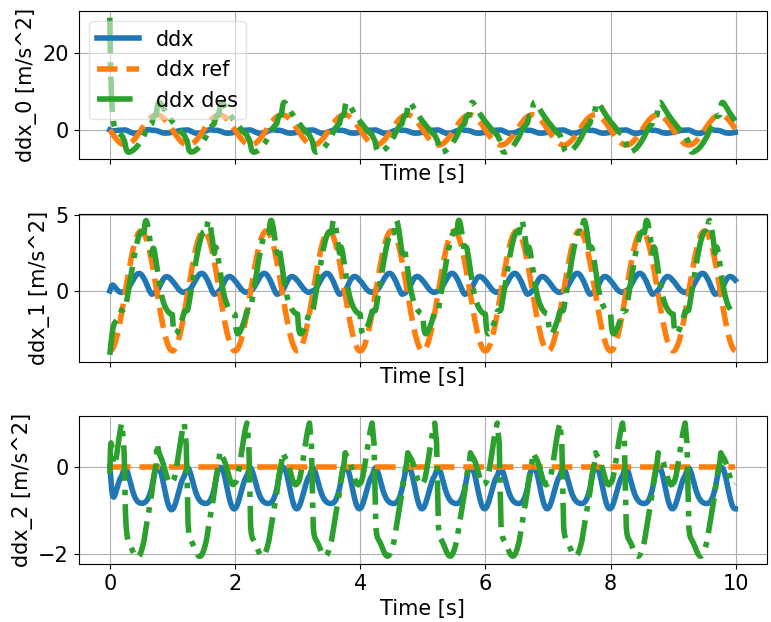 ddx_0 [m/s^2]
20
0
ddx
ddx ref
ddx des
Time [s]
ddx_1 [m/s^2]
5
0
Time [s]
ddx_2 [m/s^2]
0
−2
0 2 4 6 8 10
Time [s]